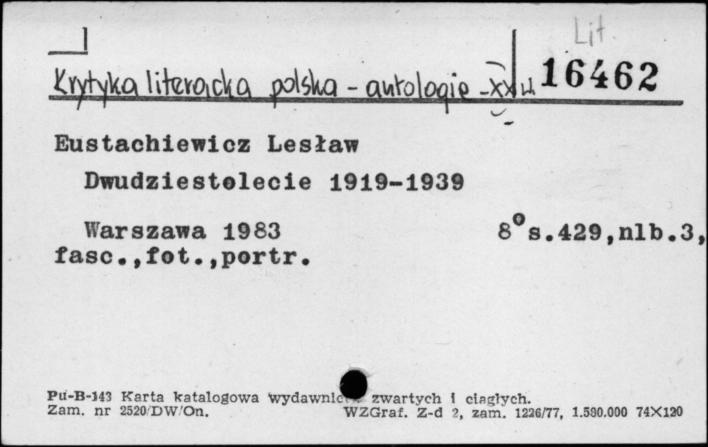 Lit.
Krytyka literacka polska - antologie - XX w. 16462
Eustachiewicz Lesław
Dwudziestolecie 1919-1939
Warszawa 1983 8° s.429,nlb.3,
fasc.,fot.,portr.
Pu-B-143 Karta katalogowa wydawnic zwartych i ciągłych.
Zam. nr 2520/DW/On. WZGraf. Z-d 2, zam. 1226/77, 1.590.000 74×120